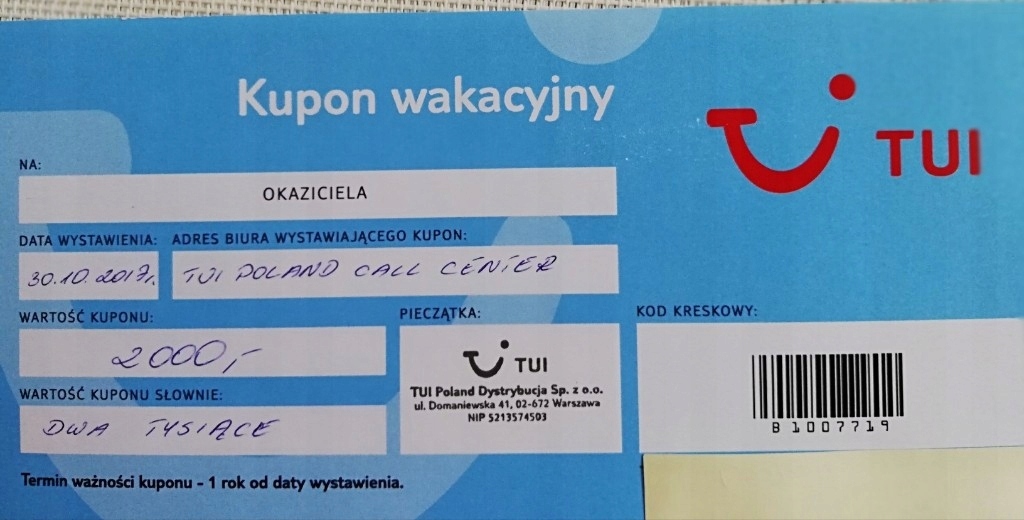 Kupon wakacyjny
TUI
NA:
OKAZICIELA
DATA WYSTAWIENIA: ADRES BIURA WYSTAWIAJĄCEGO KUPON:
30.10.2017r. TUI POLAND CALL CENTER
WARTOŚĆ KUPONU:
2000,-
WARTOŚĆ KUPONU SŁOWNIE:
DWA TYSIĄCE
PIECZĄTKA:
TUI
TUI Poland Dystrybucja Sp. z o.o.
ul. Domaniewska 41, 02-672 Warszawa
NIP 5213574503
KOD KRESKOWY:
B1007719
Termin ważności kuponu - 1 rok od daty wystawienia.